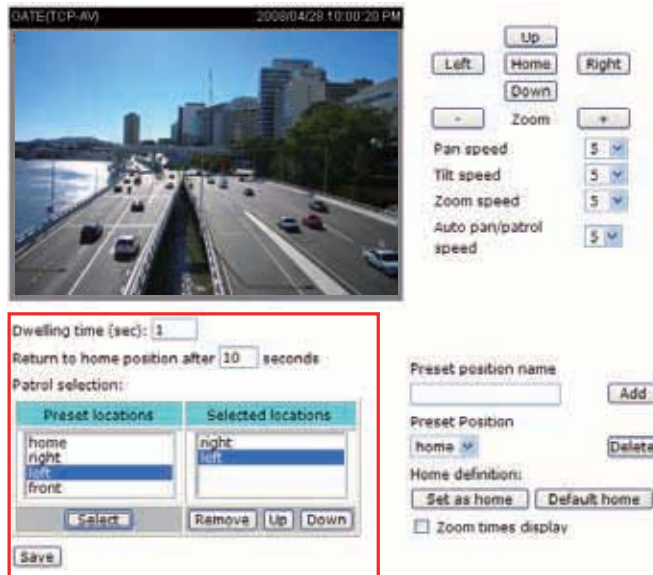 GATE(TCP-AV) 2008/04/28 10:00:20 PM
Up
Left Home Right
Down
- Zoom +
Pan speed 5
Tilt speed 5
Zoom speed 5
Auto pan/patrol speed 5
Dwelling time (sec): 1
Return to home position after 10 seconds
Patrol selection:
Preset locations Selected locations
home
right
left
front
right
left
Select Remove Up Down
Save
Preset position name
Add
Preset Position
home Delete
Home definition:
Set as home Default home
Zoom times display